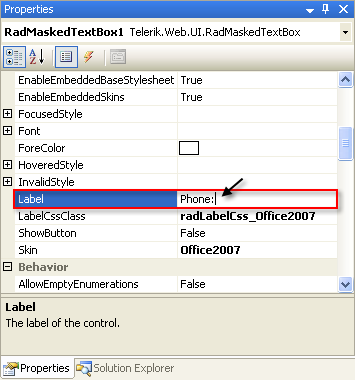 Properties
RadMaskedTextBox1 Telerik.Web.UI.RadMaskedTextBox
EnableEmbeddedBaseStylesheet True
EnableEmbeddedSkins True
FocusedStyle
Font
ForeColor
HoveredStyle
InvalidStyle
Label Phone:
LabelCssClass radLabelCss_Office2007
ShowButton False
Skin Office2007
Behavior
AllowEmptyEnumerations False
Label
The label of the control.
Properties Solution Explorer